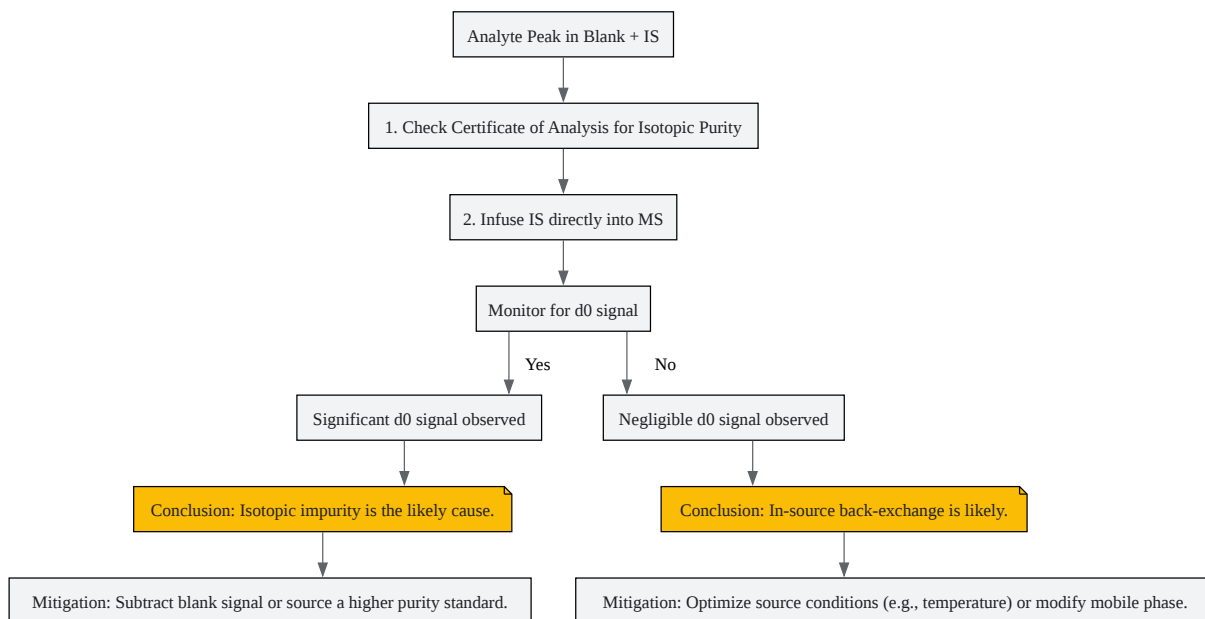 Analyte Peak in Blank + IS
1. Check Certificate of Analysis for Isotopic Purity
2. Infuse IS directly into MS
Monitor for d0 signal
Yes
No
Significant d0 signal observed
Negligible d0 signal observed
Conclusion: Isotopic impurity is the likely cause.
Conclusion: In-source back-exchange is likely.
Mitigation: Subtract blank signal or source a higher purity standard.
Mitigation: Optimize source conditions (e.g., temperature) or modify mobile phase.